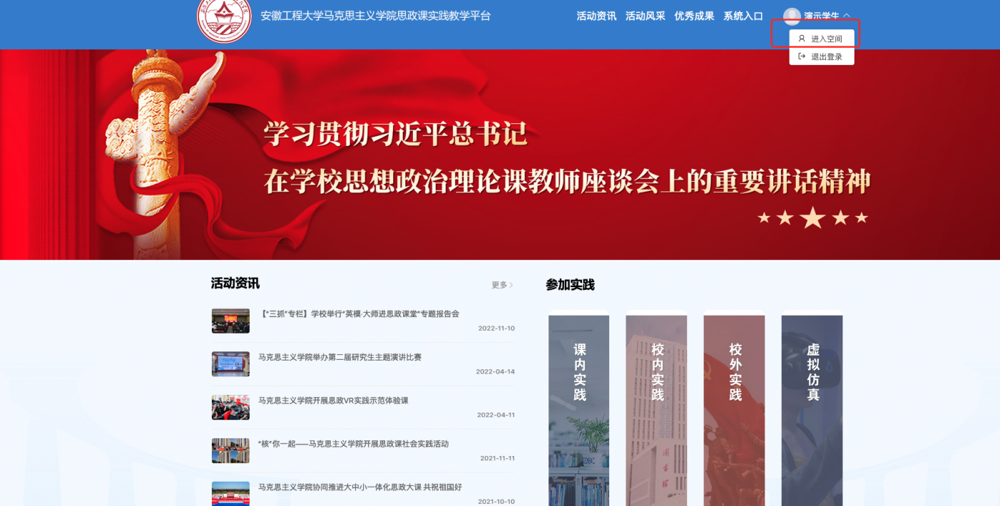 安徽工程大学马克思主义学院思政课实践教学平台
活动资讯 活动风采 优秀成果 系统入口 演示学生
进入空间
退出登录
学习贯彻习近平总书记
在学校思想政治理论课教师座谈会上的重要讲话精神
活动资讯
更多
【“三抓”专栏】学校举行“英模·大师进思政课堂”专题报告会
2022-11-10
马克思主义学院举办第二届研究生主题演讲比赛
2022-04-14
马克思主义学院开展思政VR实践示范体验课
2022-04-11
“核”你一起——马克思主义学院开展思政课社会实践活动
2021-11-11
马克思主义学院协同推进大中小一体化思政大课 共祝祖国好
2021-10-10
参加实践
课内实践
校内实践
校外实践
虚拟仿真
图书馆